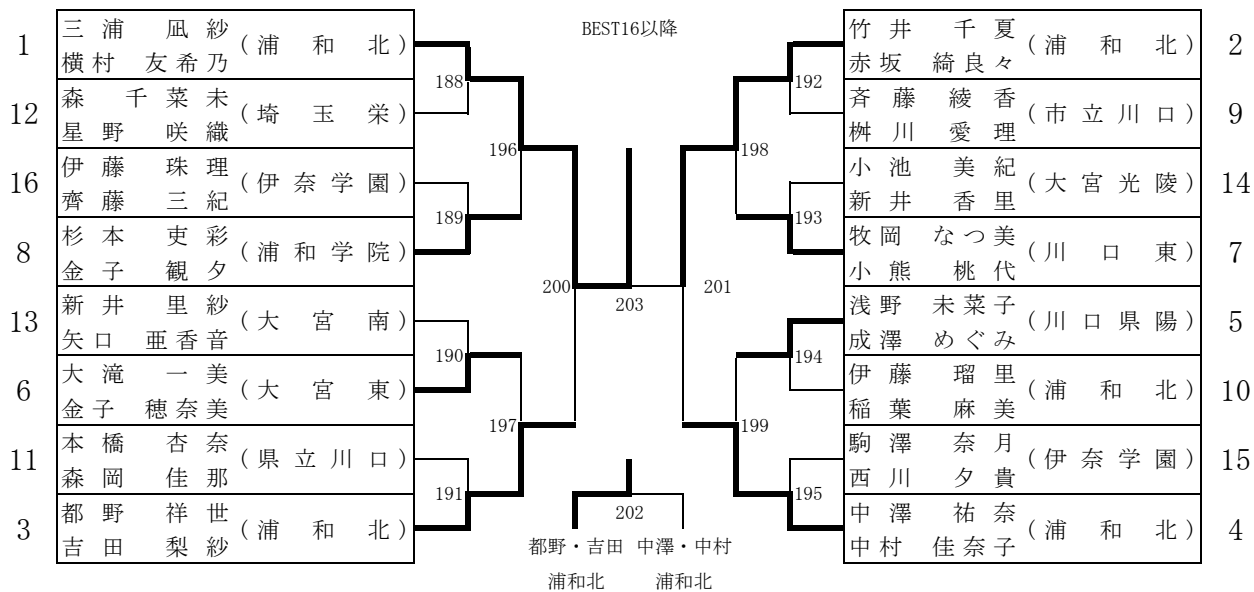 BEST16以降
1 三浦 凪紗 (浦和北)
横村 友希乃
12 森 千菜未 (埼玉栄)
星野 咲織
16 伊藤 珠理 (伊奈学園)
齊藤 三紀
8 杉本 吏彩 (浦和学院)
金子 観夕
13 新井 里紗 (大宮南)
矢口 亜香音
6 大滝 一美 (大宮東)
金子 穂奈美
11 本橋 杏奈 (県立川口)
森岡 佳那
3 都野 祥世 (浦和北)
吉田 梨紗
188
189
190
191
196
197
200
203
202
201
198
199
192
193
194
195
竹井 千夏 (浦和北) 2
赤坂 綺良々
斉藤 綾香 (市立川口) 9
桝川 愛理
小池 美紀 (大宮光陵) 14
新井 香里
牧岡 なつ美 (川口東) 7
小熊 桃代
浅野 未菜子 (川口県陽) 5
成澤 めぐみ
伊藤 瑠里 (浦和北) 10
稲葉 麻美
駒澤 奈月 (伊奈学園) 15
西川 夕貴
中澤 祐奈 (浦和北) 4
中村 佳奈子
都野・吉田 中澤・中村
浦和北 浦和北